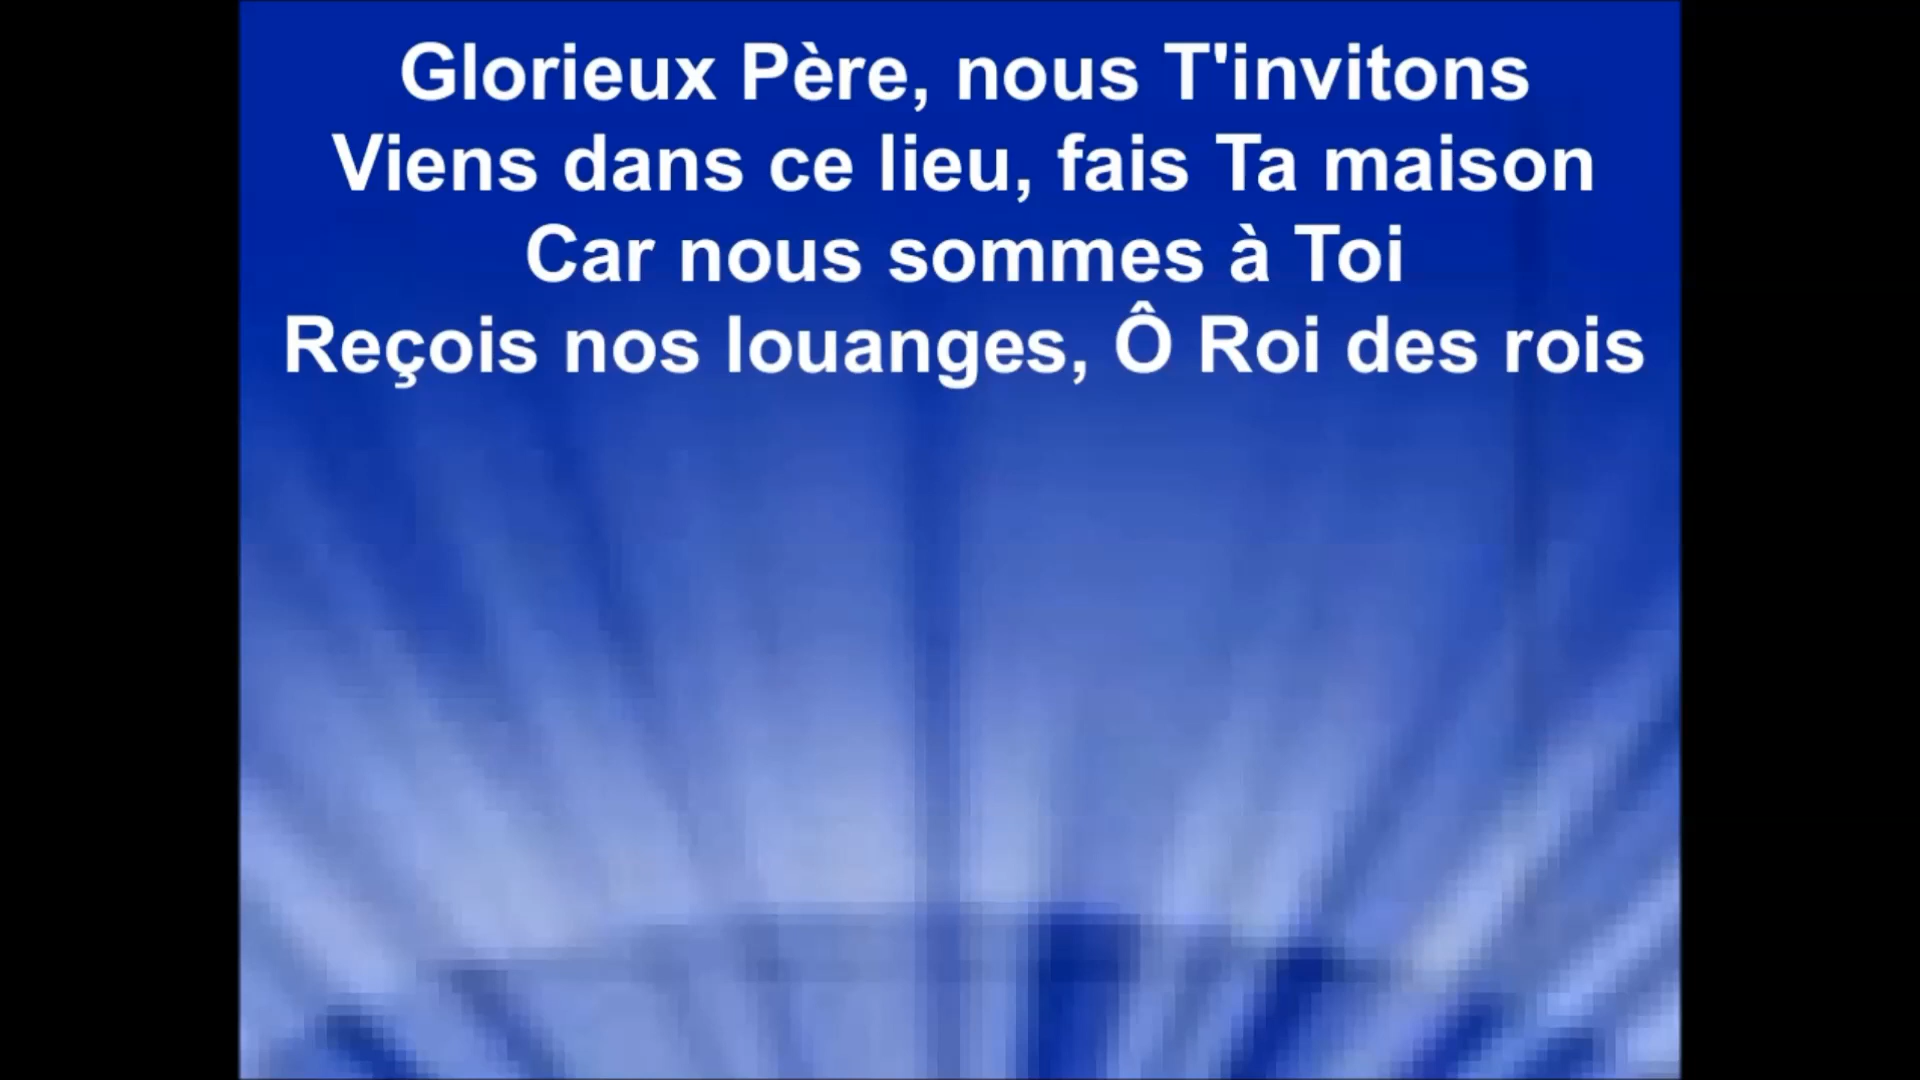 Glorieux Père, nous T'invitons
Viens dans ce lieu, fais Ta maison
Car nous sommes à Toi
Reçois nos louanges, Ô Roi des rois